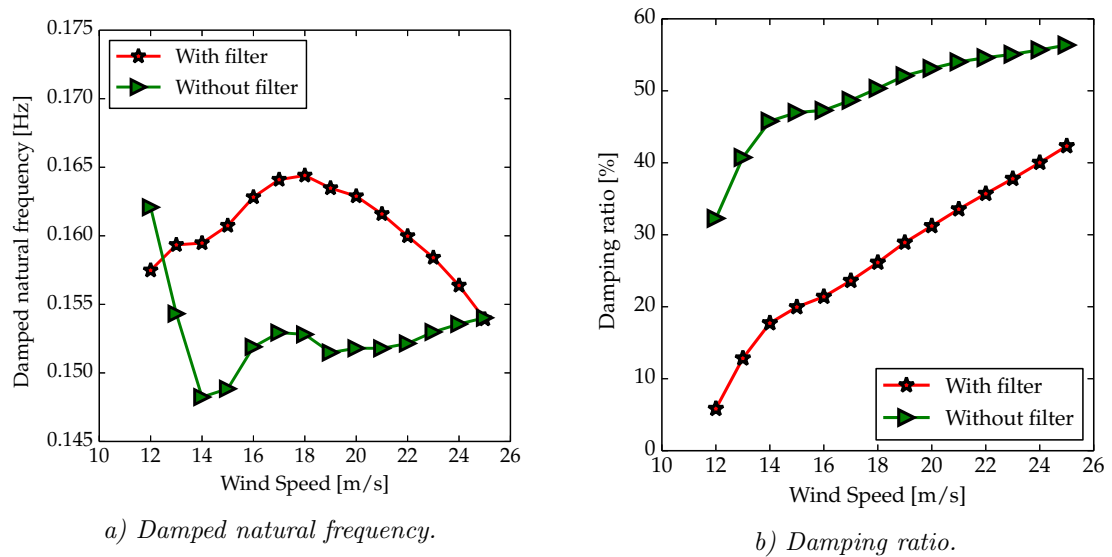 0.175
0.170
0.165
0.160
0.155
0.150
0.145
10 12 14 16 18 20 22 24 26
Damped natural frequency [Hz]
Wind Speed [m/s]
With filter
Without filter
a) Damped natural frequency.
60
50
40
30
20
10
0
10 12 14 16 18 20 22 24 26
Damping ratio [%]
Wind Speed [m/s]
With filter
Without filter
b) Damping ratio.